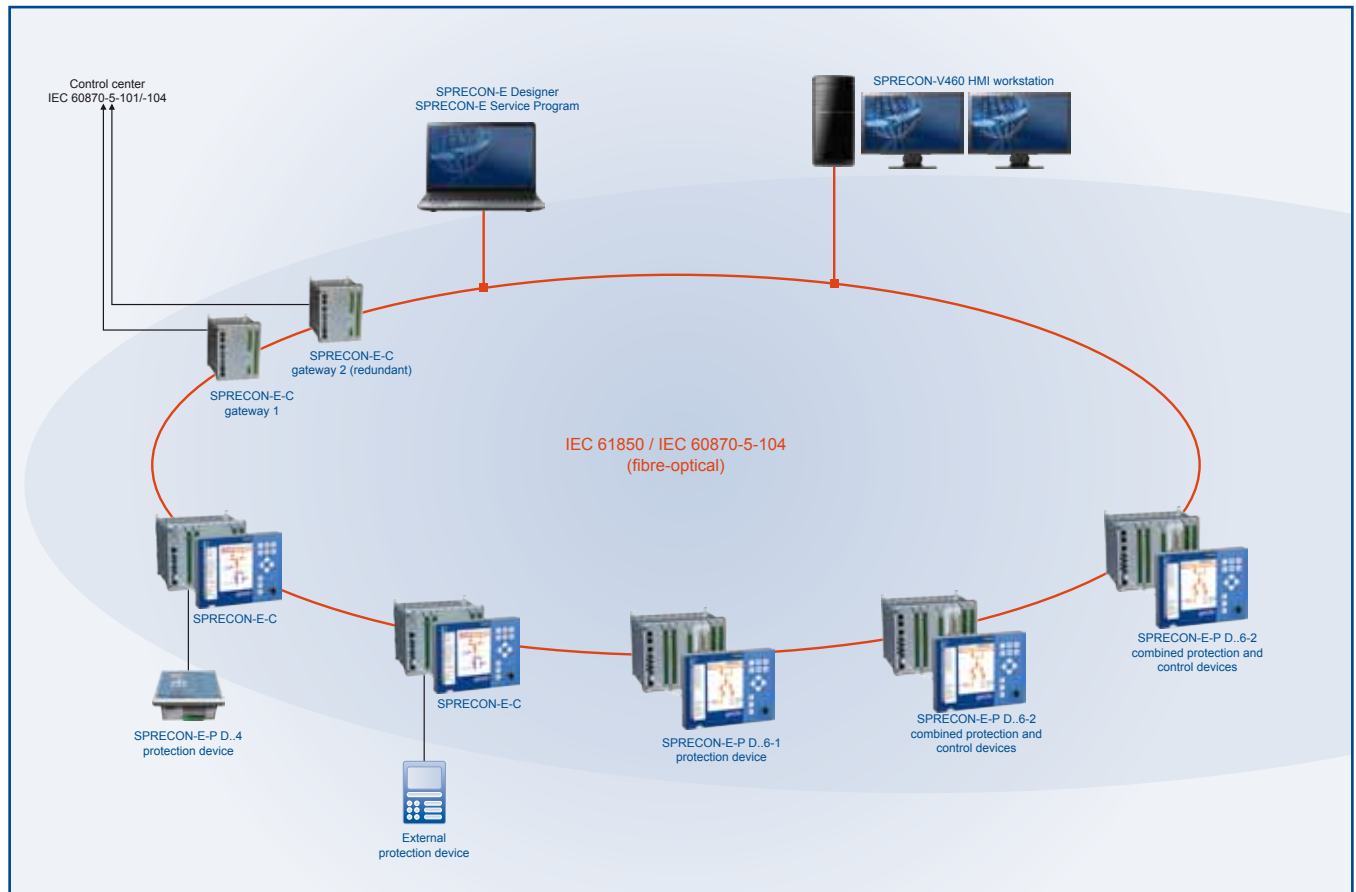 Control center
IEC 60870-5-101/-104
SPRECON-E Designer
SPRECON-E Service Program
SPRECON-V460 HMI workstation
SPRECON-E-C
gateway 2 (redundant)
SPRECON-E-C
gateway 1
IEC 61850 / IEC 60870-5-104
(fibre-optical)
SPRECON-E-C
SPRECON-E-P D..4
protection device
SPRECON-E-C
External
protection device
SPRECON-E-P D..6-1
protection device
SPRECON-E-P D..6-2
combined protection and
control devices
SPRECON-E-P D..6-2
combined protection and
control devices